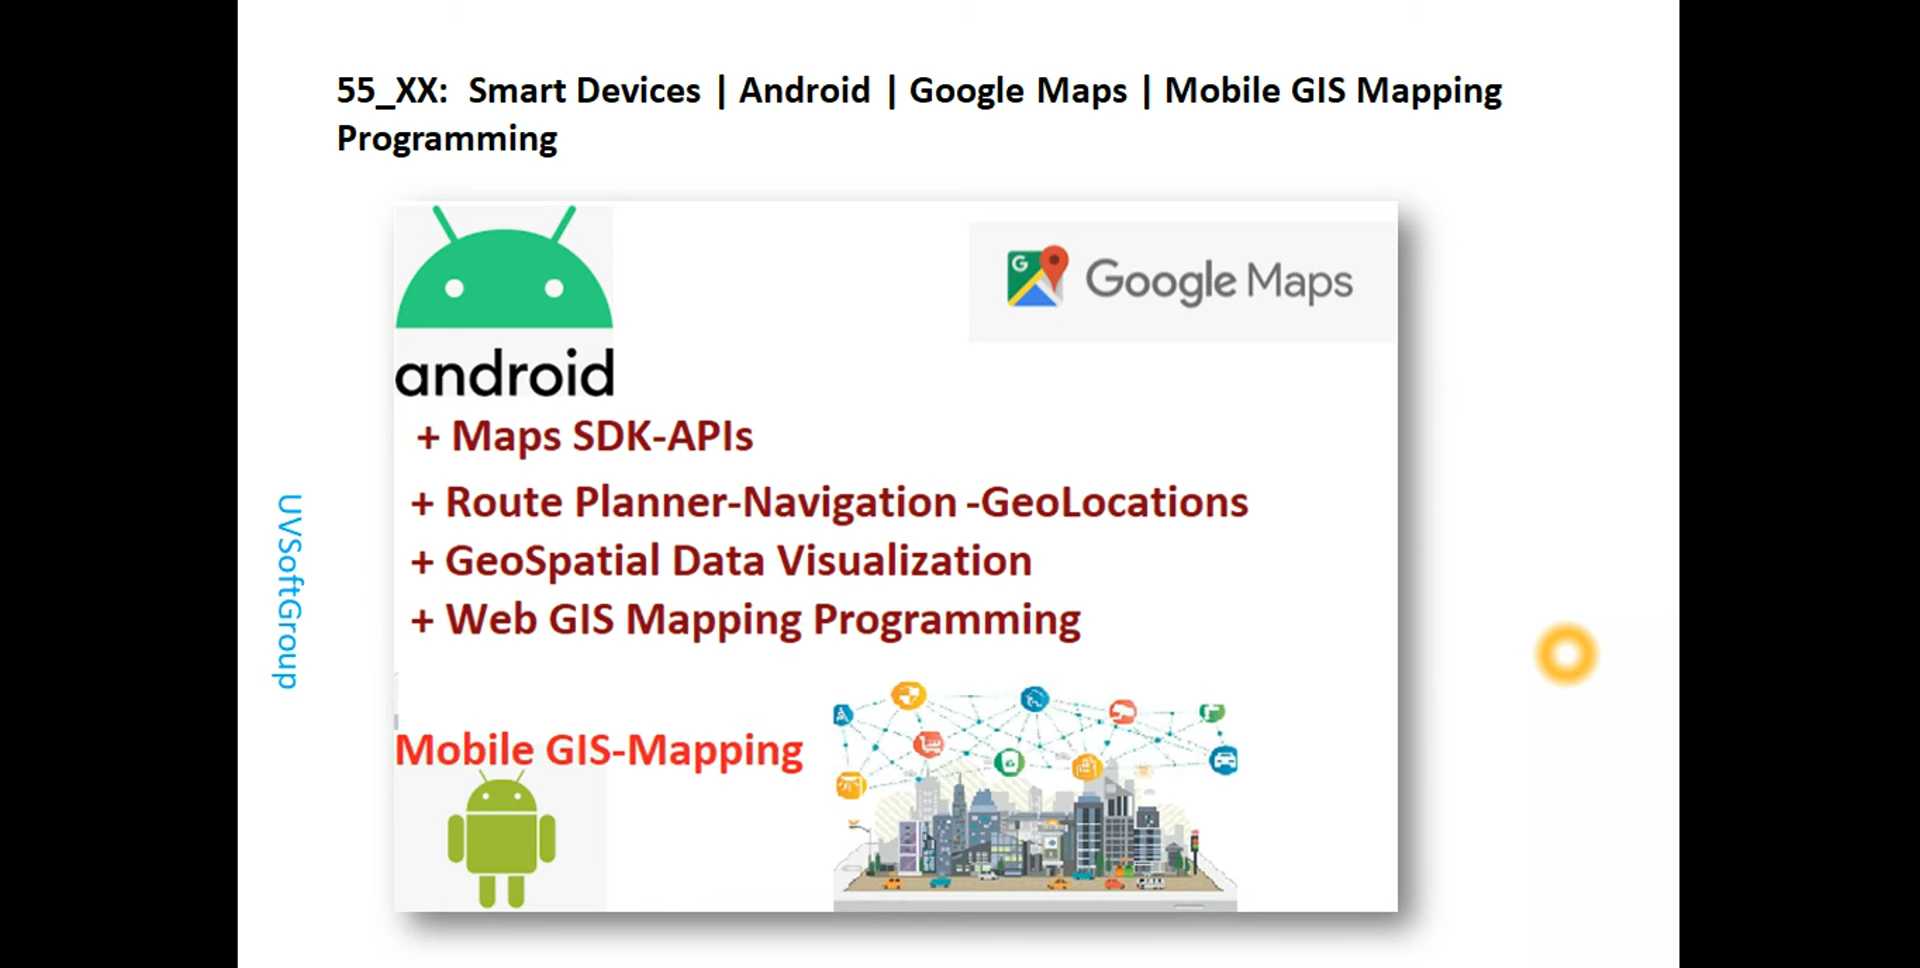 55_XX: Smart Devices | Android | Google Maps | Mobile GIS Mapping
Programming
G
Google Maps
android
+ Maps SDK-APIs
+ Route Planner-Navigation -GeoLocations
+ GeoSpatial Data Visualization
+ Web GIS Mapping Programming
UVSoftGroup
Mobile GIS-Mapping